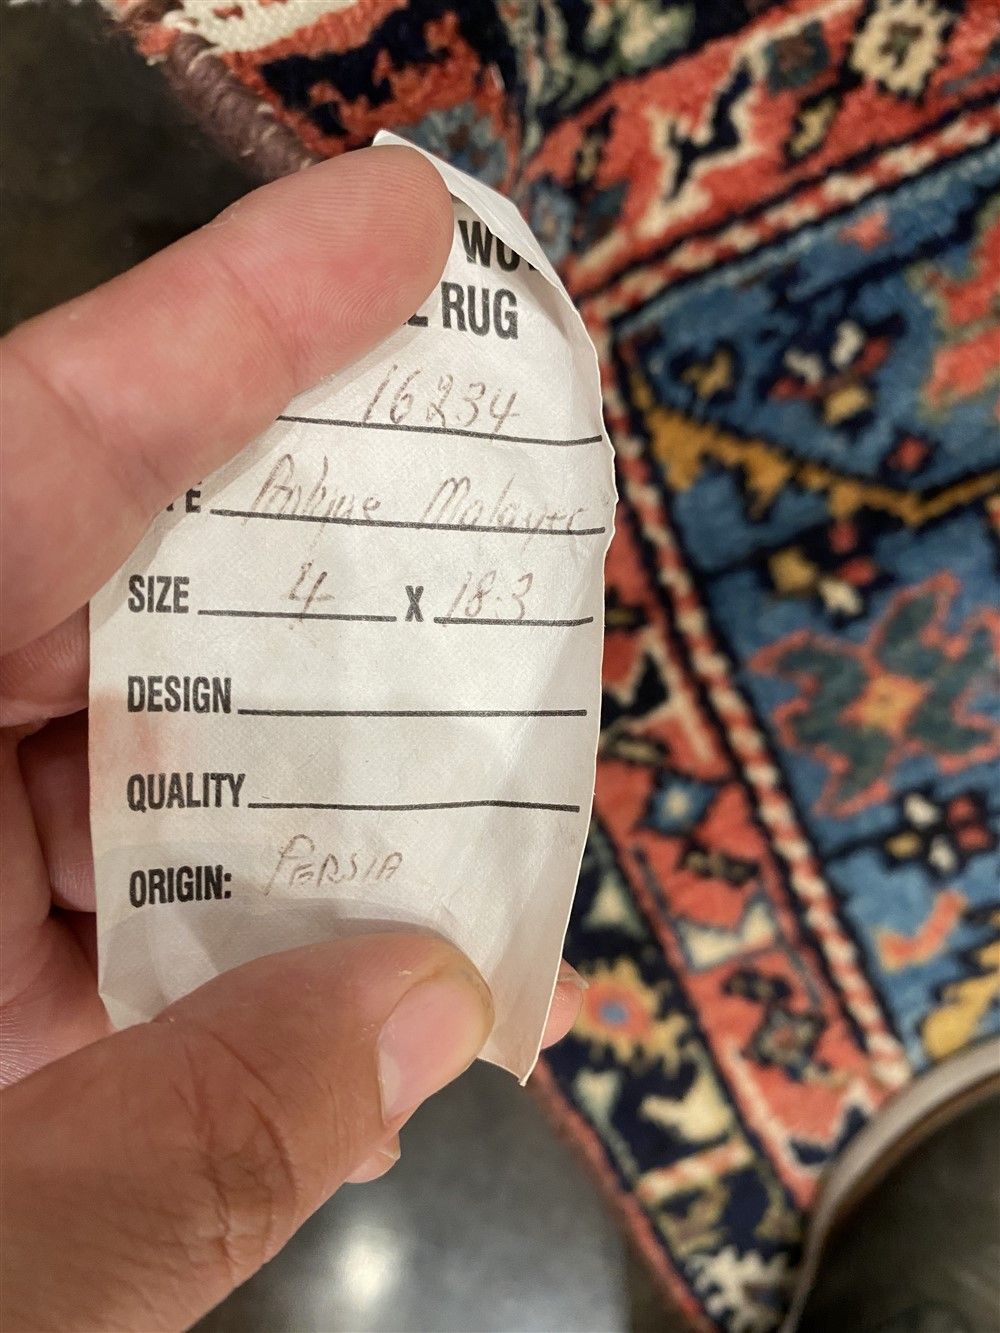 RUG
16234
Antique Malayer
SIZE 4 X 18.3
DESIGN
QUALITY
ORIGIN: PERSIA